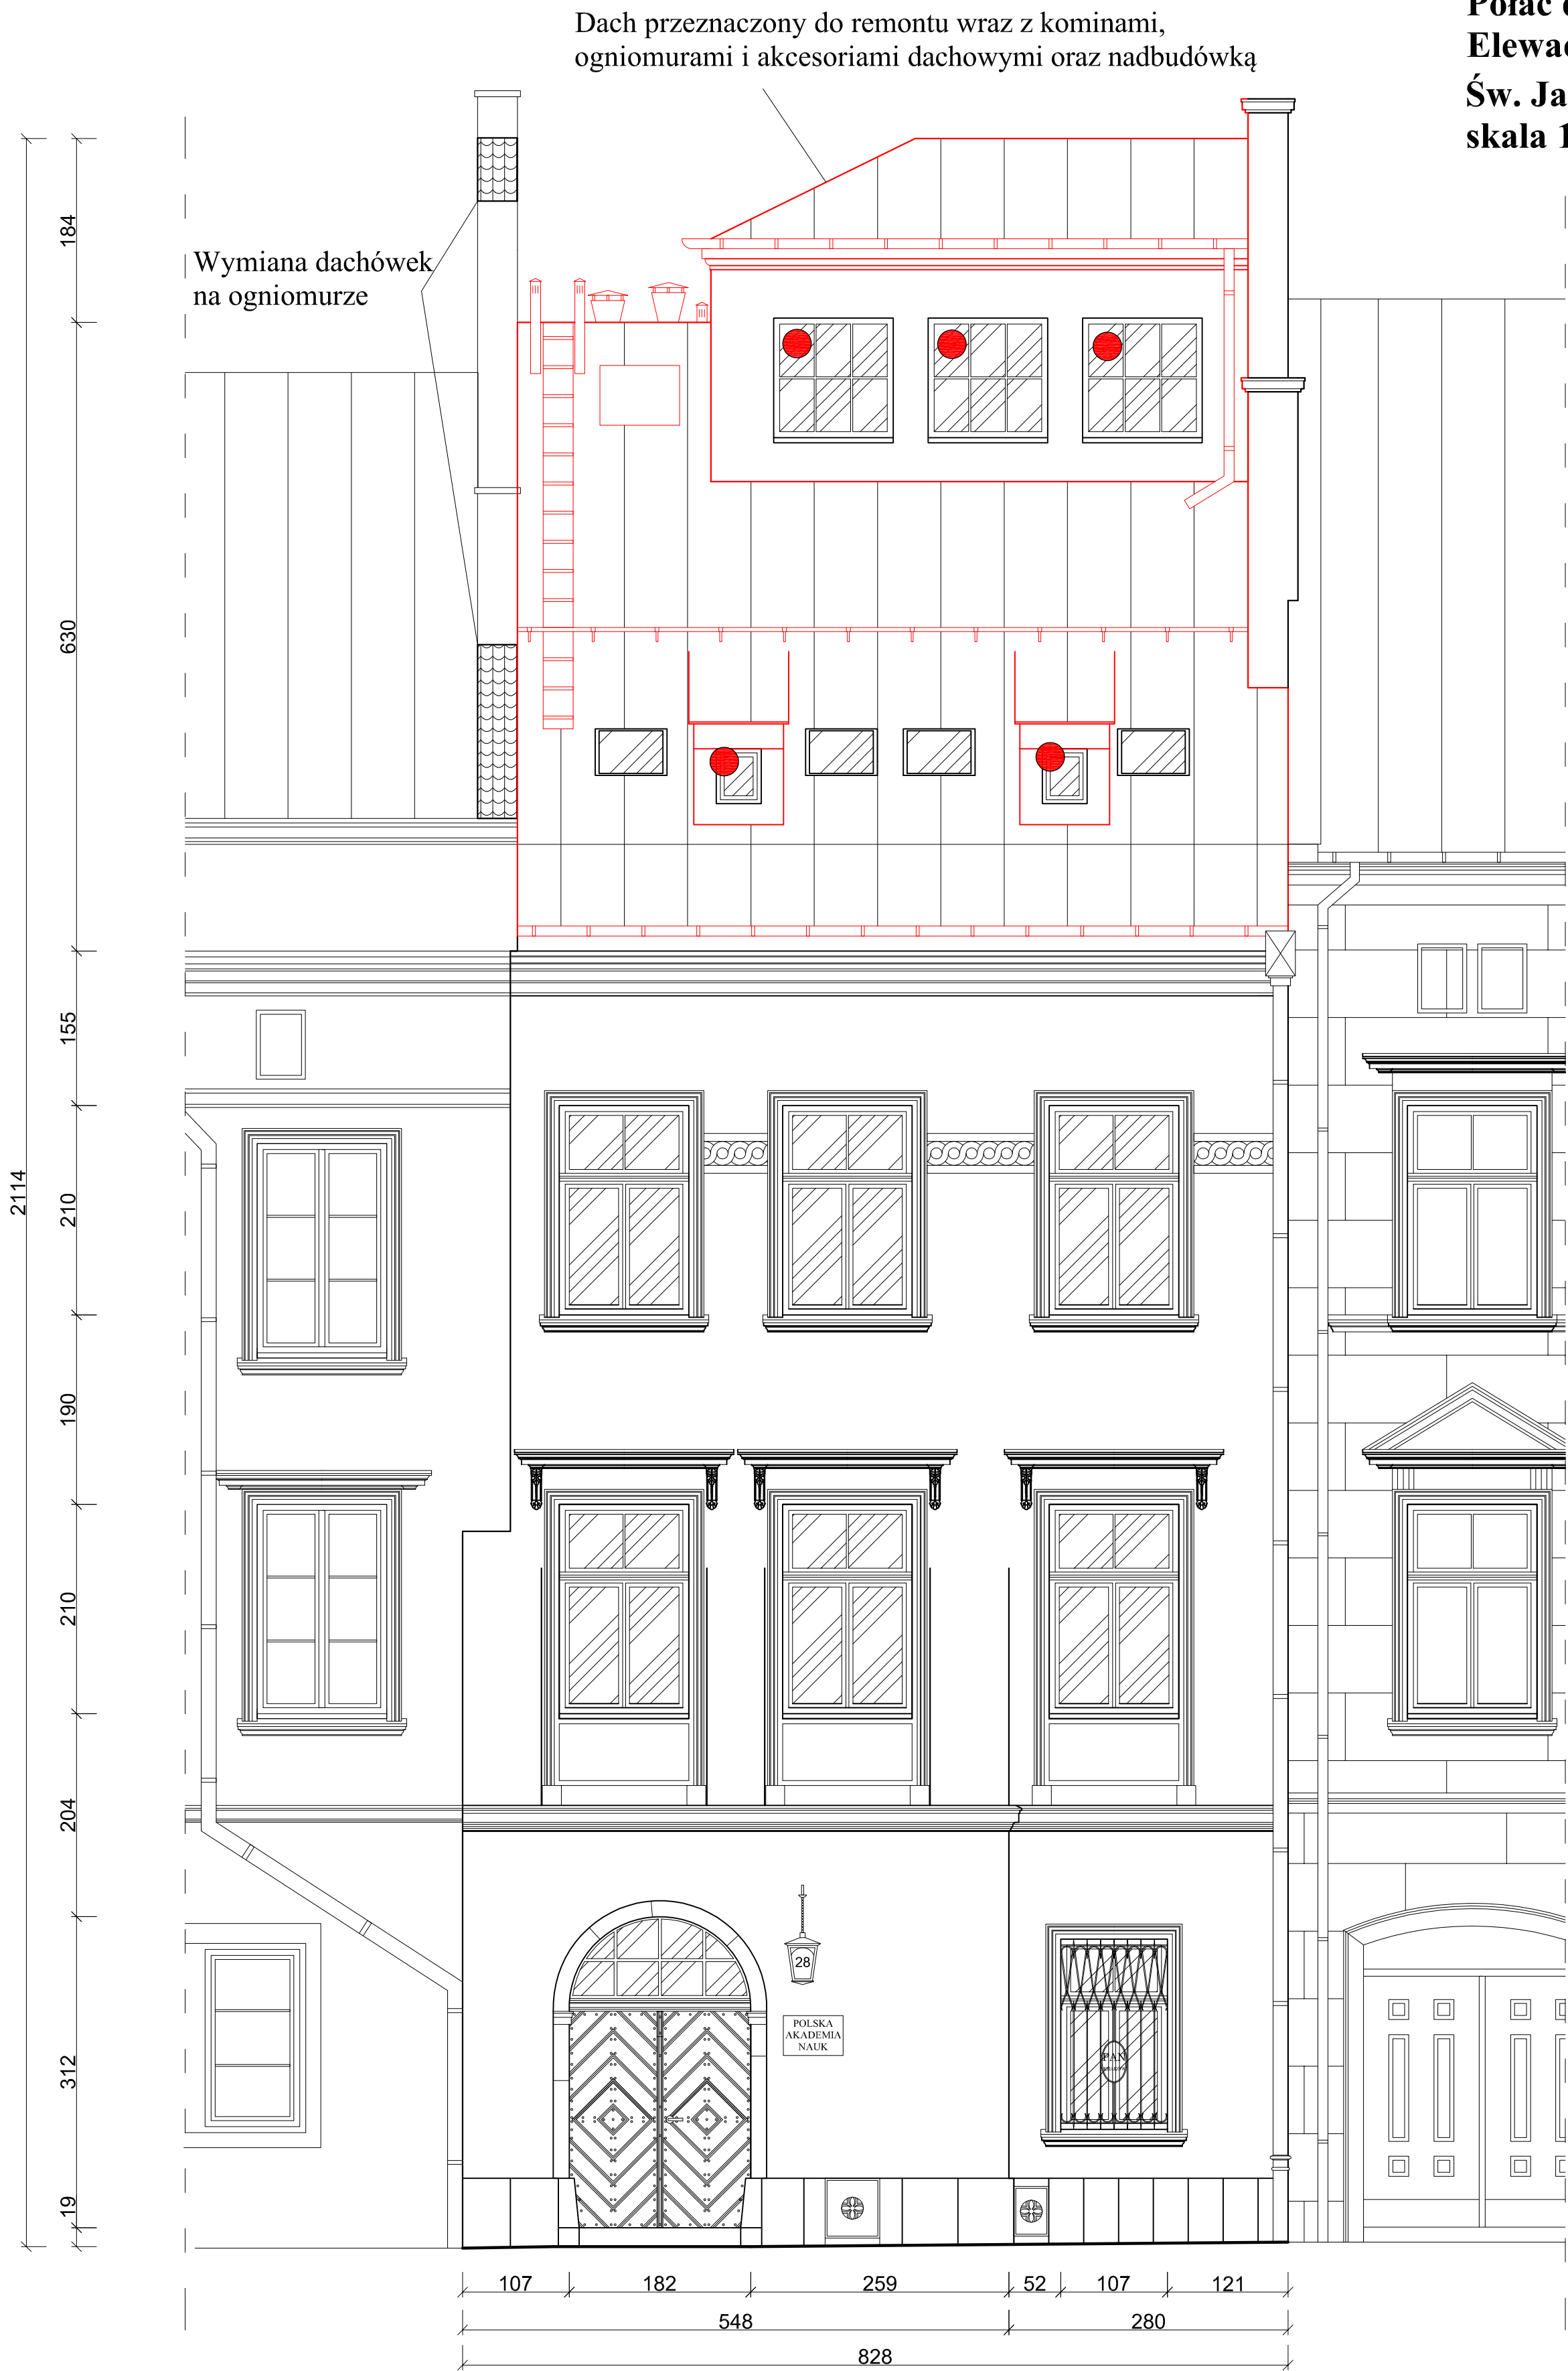 Dach przeznaczony do remontu wraz z kominami,
ogniomurami i akcesoriami dachowymi oraz nadbudówką
Połać
Elewa
Św. Ja
skala 1
Wymiana dachówek
na ogniomurze
184
630
155
210
190
210
204
312
19
2114
28
POLSKA
AKADEMIA
NAUK
PAN
107
182
259
52
107
121
548
280
828